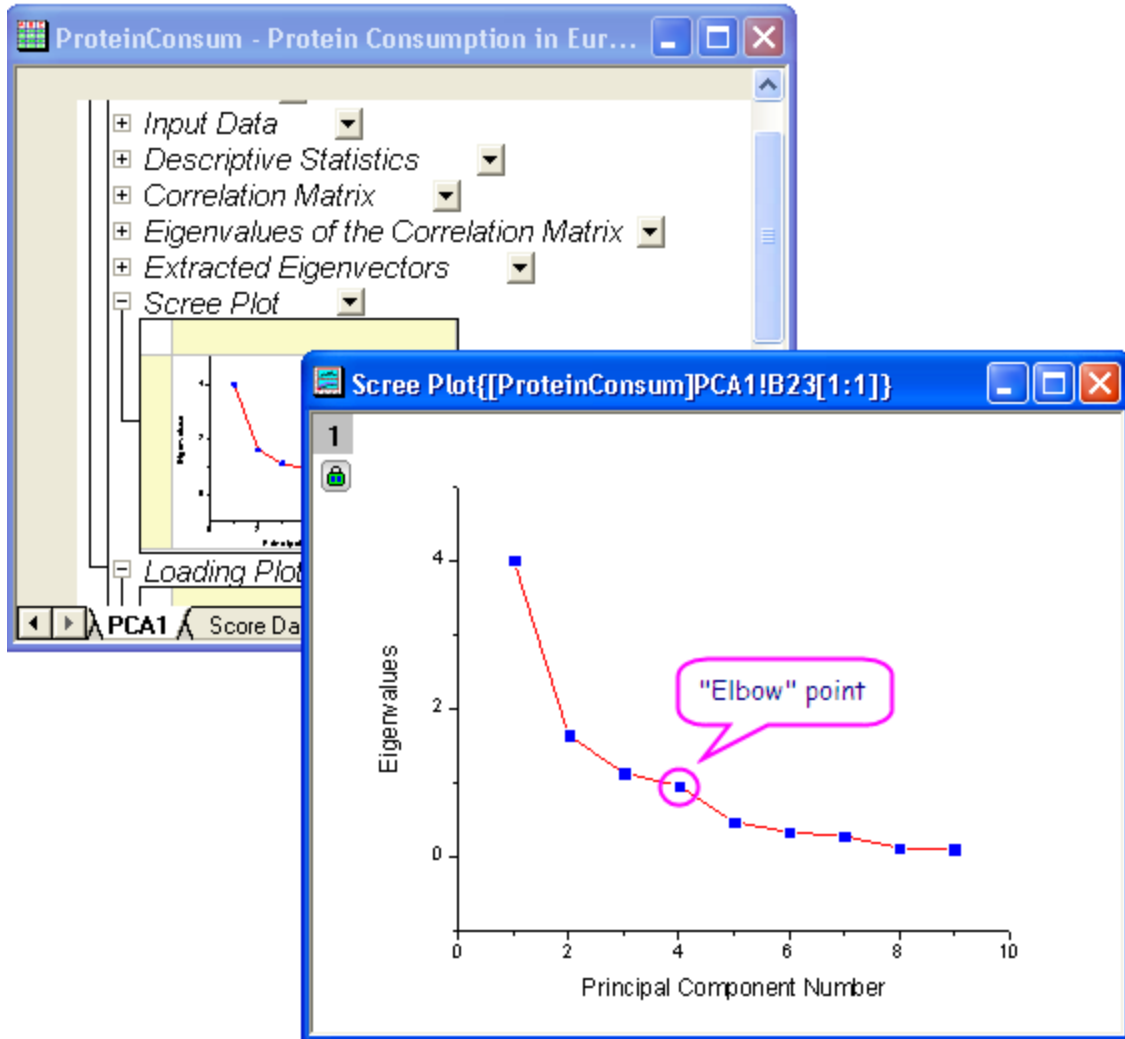 ProteinConsum - Protein Consumption in Eur...
Input Data
Descriptive Statistics
Correlation Matrix
Eigenvalues of the Correlation Matrix
Extracted Eigenvectors
Scree Plot
Loading Plot
PCA1
Score Da
Scree Plot{[ProteinConsum]PCA1!B23[1:1]}
1
"Elbow" point
Eigenvalues
4
2
0
0 2 4 6 8 10
Principal Component Number